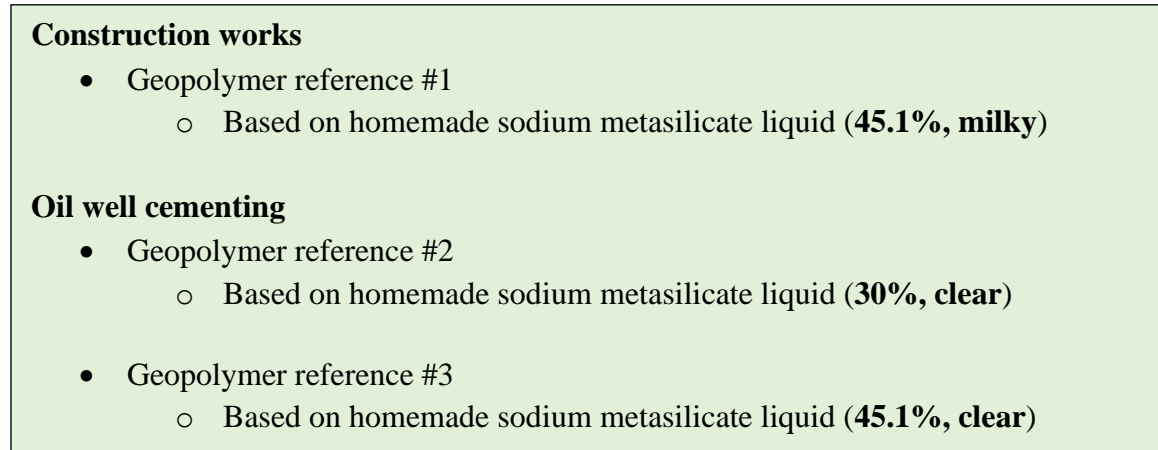 Construction works
• Geopolymer reference #1
o Based on homemade sodium metasilicate liquid (45.1%, milky)
Oil well cementing
• Geopolymer reference #2
o Based on homemade sodium metasilicate liquid (30%, clear)
• Geopolymer reference #3
o Based on homemade sodium metasilicate liquid (45.1%, clear)